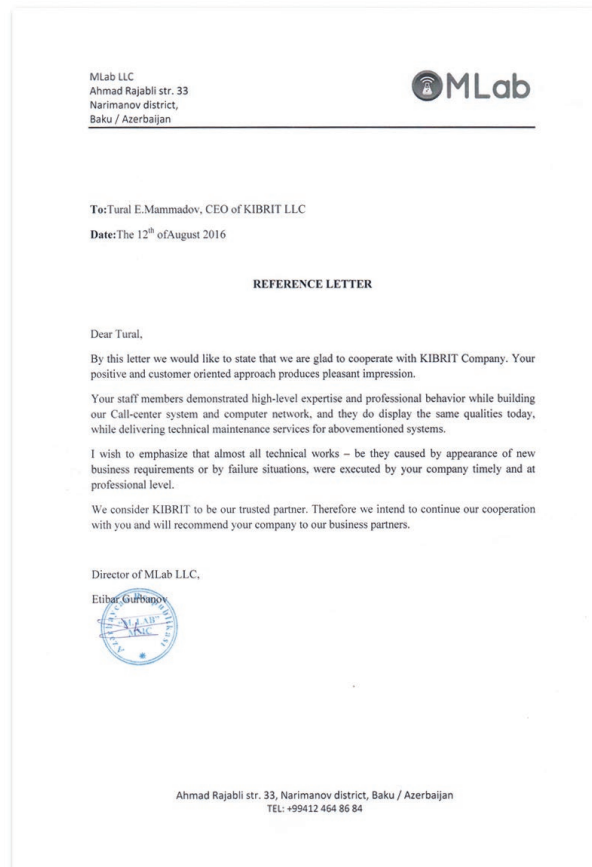 MLab LLC
Ahmad Rajabli str. 33
Narimanov district,
Baku / Azerbaijan
MLab
To:Tural E.Mammadov, CEO of KIBRIT LLC
Date:The 12th ofAugust 2016
REFERENCE LETTER
Dear Tural,
By this letter we would like to state that we are glad to cooperate with KIBRIT Company. Your
positive and customer oriented approach produces pleasant impression.
Your staff members demonstrated high-level expertise and professional behavior while building
our Call-center system and computer network, and they do display the same qualities today,
while delivering technical maintenance services for abovementioned systems.
I wish to emphasize that almost all technical works – be they caused by appearance of new
business requirements or by failure situations, were executed by your company timely and at
professional level.
We consider KIBRIT to be our trusted partner. Therefore we intend to continue our cooperation
with you and will recommend your company to our business partners.
Director of MLab LLC,
Etibar Gurbanov
Ahmad Rajabli str. 33, Narimanov district, Baku / Azerbaijan
TEL: +99412 464 86 84